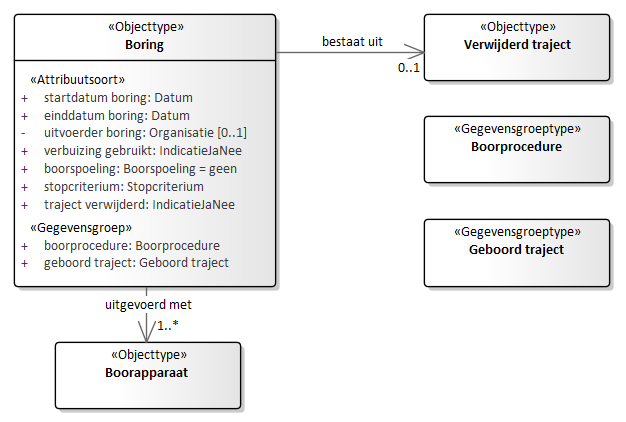 «Objecttype»
Boring
«Attribuutsoort»
+ startdatum boring: Datum
+ einddatum boring: Datum
- uitvoerder boring: Organisatie [0..1]
+ verbuizing gebruikt: IndicatieJaNee
+ boorspoeling: Boorspoeling = geen
+ stopcriterium: Stopcriterium
+ traject verwijderd: IndicatieJaNee
«Gegevensgroep»
+ boorprocedure: Boorprocedure
+ geboord traject: Geboord traject
bestaat uit
0..1
«Objecttype»
Verwijderd traject
«Gegevensgroeptype»
Boorprocedure
«Gegevensgroeptype»
Geboord traject
uitgevoerd met
1..*
«Objecttype»
Boorapparaat